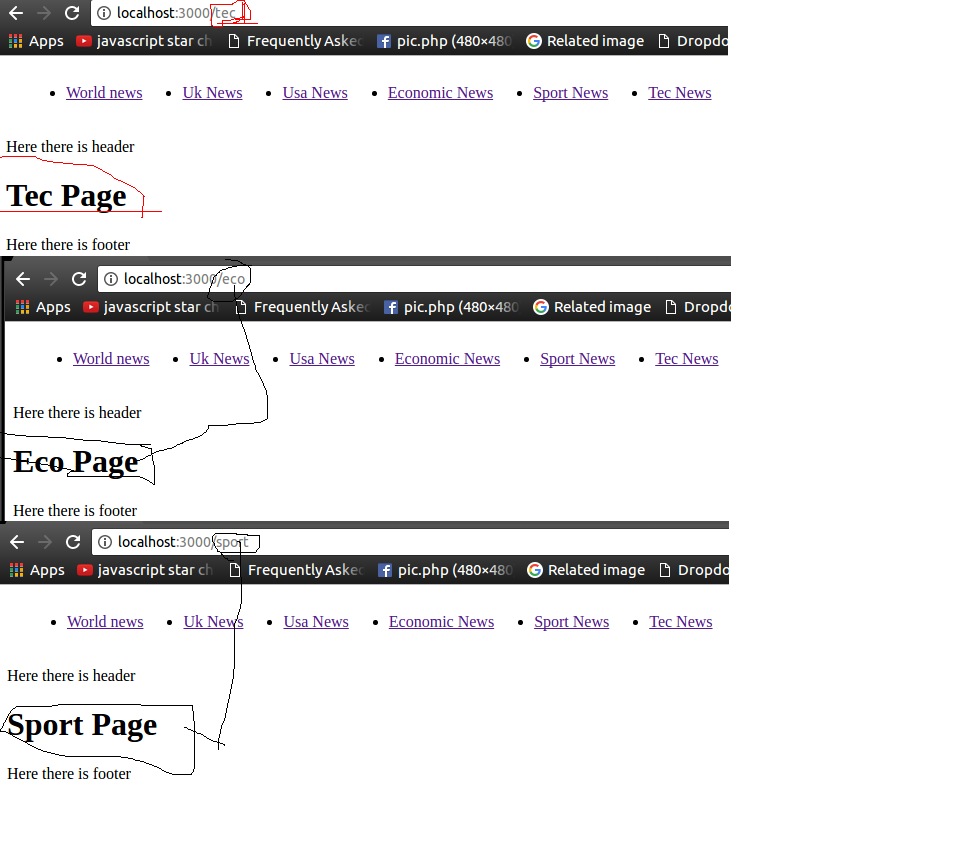 localhost:3000/tec
Apps javascript star ch Frequently Asked pic.php (480×480 Related image Dropdo
World news Uk News Usa News Economic News Sport News Tec News
Here there is header
Tec Page
Here there is footer
localhost:3000/eco
Apps javascript star ch Frequently Aske pic.php (480×480 Related image Dropdo
World news Uk News Usa News Economic News Sport News Tec News
Here there is header
Eco Page
Here there is footer
localhost:3000/sport
Apps javascript star ch Frequently Aske pic.php (480×480 Related image Dropdo
World news Uk News Usa News Economic News Sport News Tec News
Here there is header
Sport Page
Here there is footer